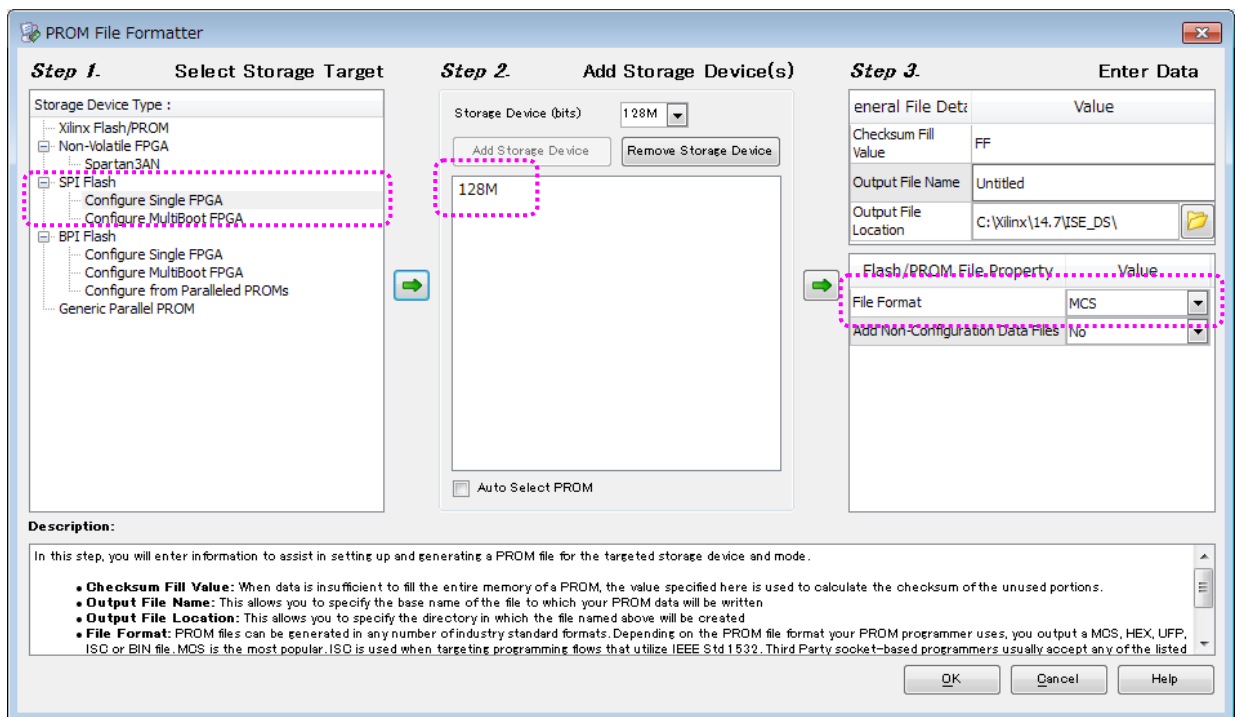 PROM File Formatter
Step 1. Select Storage Target
Storage Device Type :
Xilinx Flash/PROM
Non-Volatile FPGA
Spartan3AN
SPI Flash
Configure Single FPGA
Configure MultiBoot FPGA
BPI Flash
Configure Single FPGA
Configure MultiBoot FPGA
Configure from Paralleled PROMs
Generic Parallel PROM
Step 2. Add Storage Device(s)
Storage Device (bits) 128M
Add Storage Device Remove Storage Device
128M
Auto Select PROM
Step 3. Enter Data
eneral File Deta Value
Checksum Fill
Value FF
Output File Name Untitled
Output File
Location C:\Xilinx\14.7\ISE_DS\
Flash/PROM File Property Value
File Format MCS
Add Non-Configuration Data Files No
Description:
In this step, you will enter information to assist in setting up and generating a PROM file for the targeted storage device and mode.
• Checksum Fill Value: When data is insufficient to fill the entire memory of a PROM, the value specified here is used to calculate the checksum of the unused portions.
• Output File Name: This allows you to specify the base name of the file to which your PROM data will be written
• Output File Location: This allows you to specify the directory in which the file named above will be created
• File Format: PROM files can be generated in any number of industry standard formats. Depending on the PROM file format your PROM programmer uses, you output a MCS, HEX, UFP,
ISC or BIN file. MCS is the most popular. ISC is used when targeting programming flows that utilize IEEE Std 1532. Third Party socket-based programmers usually accept any of the listed
OK Cancel Help